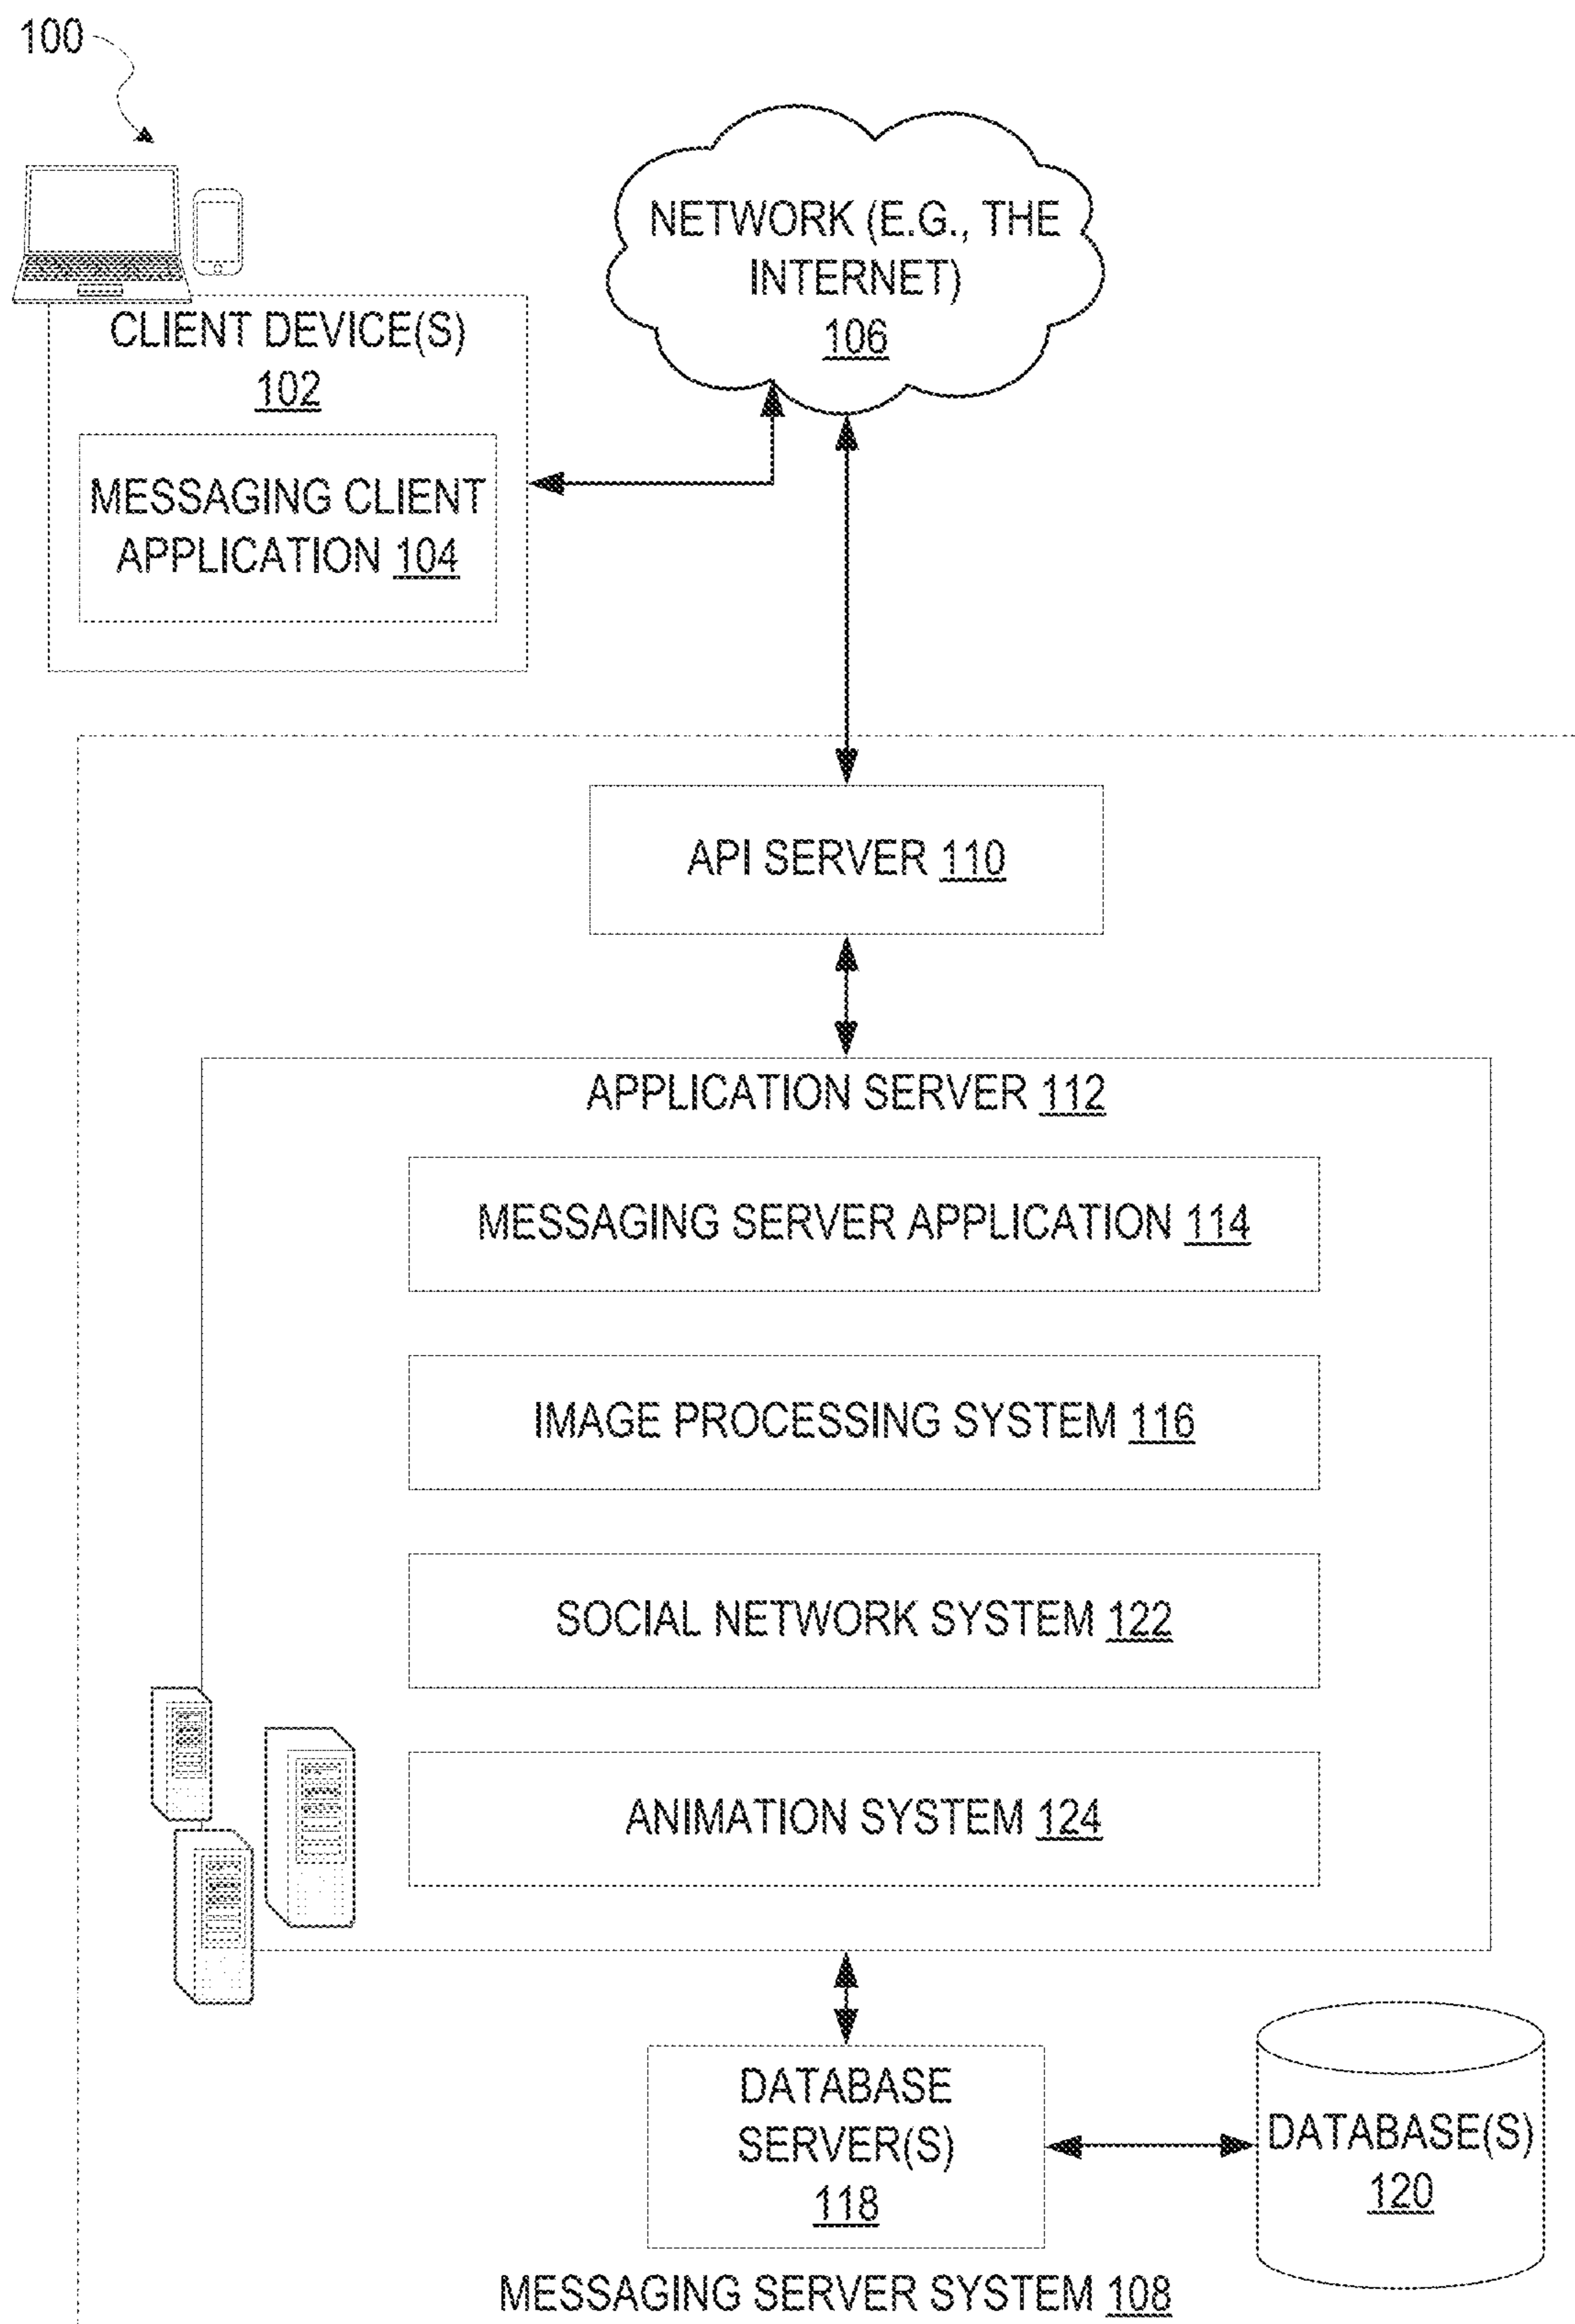 100
NETWORK (E.G., THE
INTERNET)
106
CLIENT DEVICE(S)
102
MESSAGING CLIENT
APPLICATION 104
API SERVER 110
APPLICATION SERVER 112
MESSAGING SERVER APPLICATION 114
IMAGE PROCESSING SYSTEM 116
SOCIAL NETWORK SYSTEM 122
ANIMATION SYSTEM 124
DATABASE
SERVER(S)
118
DATABASE(S)
120
MESSAGING SERVER SYSTEM 108